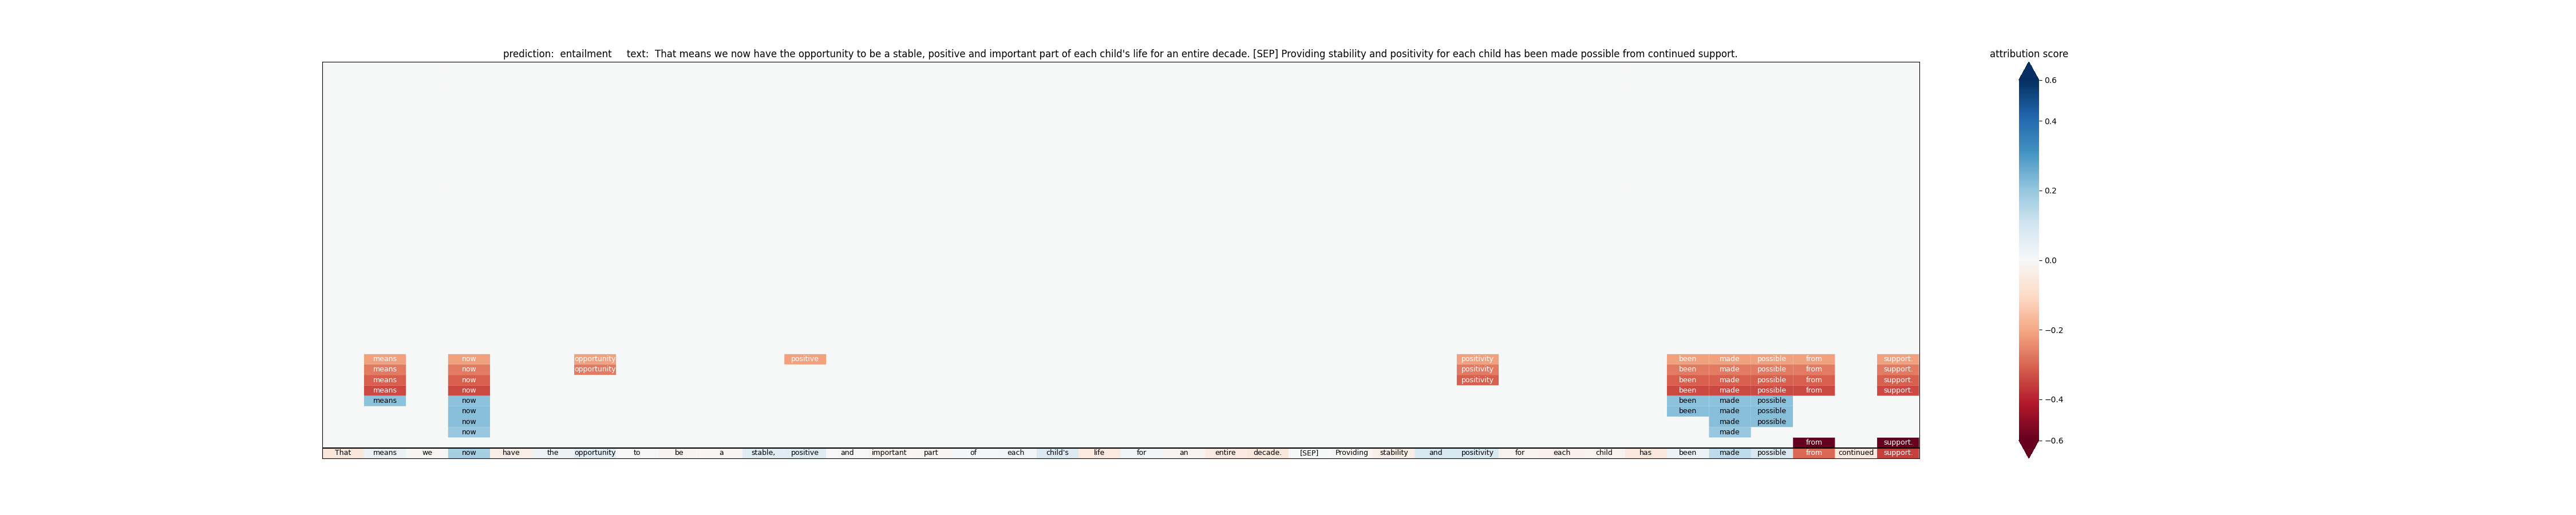 prediction: entailment text: That means we now have the opportunity to be a stable, positive and important part of each child's life for an entire decade. [SEP] Providing stability and positivity for each child has been made possible from continued support.
attribution score
0.6
0.4
0.2
0.0
−0.2
−0.4
−0.6
means now opportunity positive positivity been made possible from support.
means now opportunity positivity been made possible from support.
means now positivity been made possible from support.
means now been made possible from support.
means now been made possible
now been made possible
now made possible
now made
from support.
That means we now have the opportunity to be a stable, positive and important part of each child's life for an entire decade. [SEP] Providing stability and positivity for each child has been made possible from continued support.